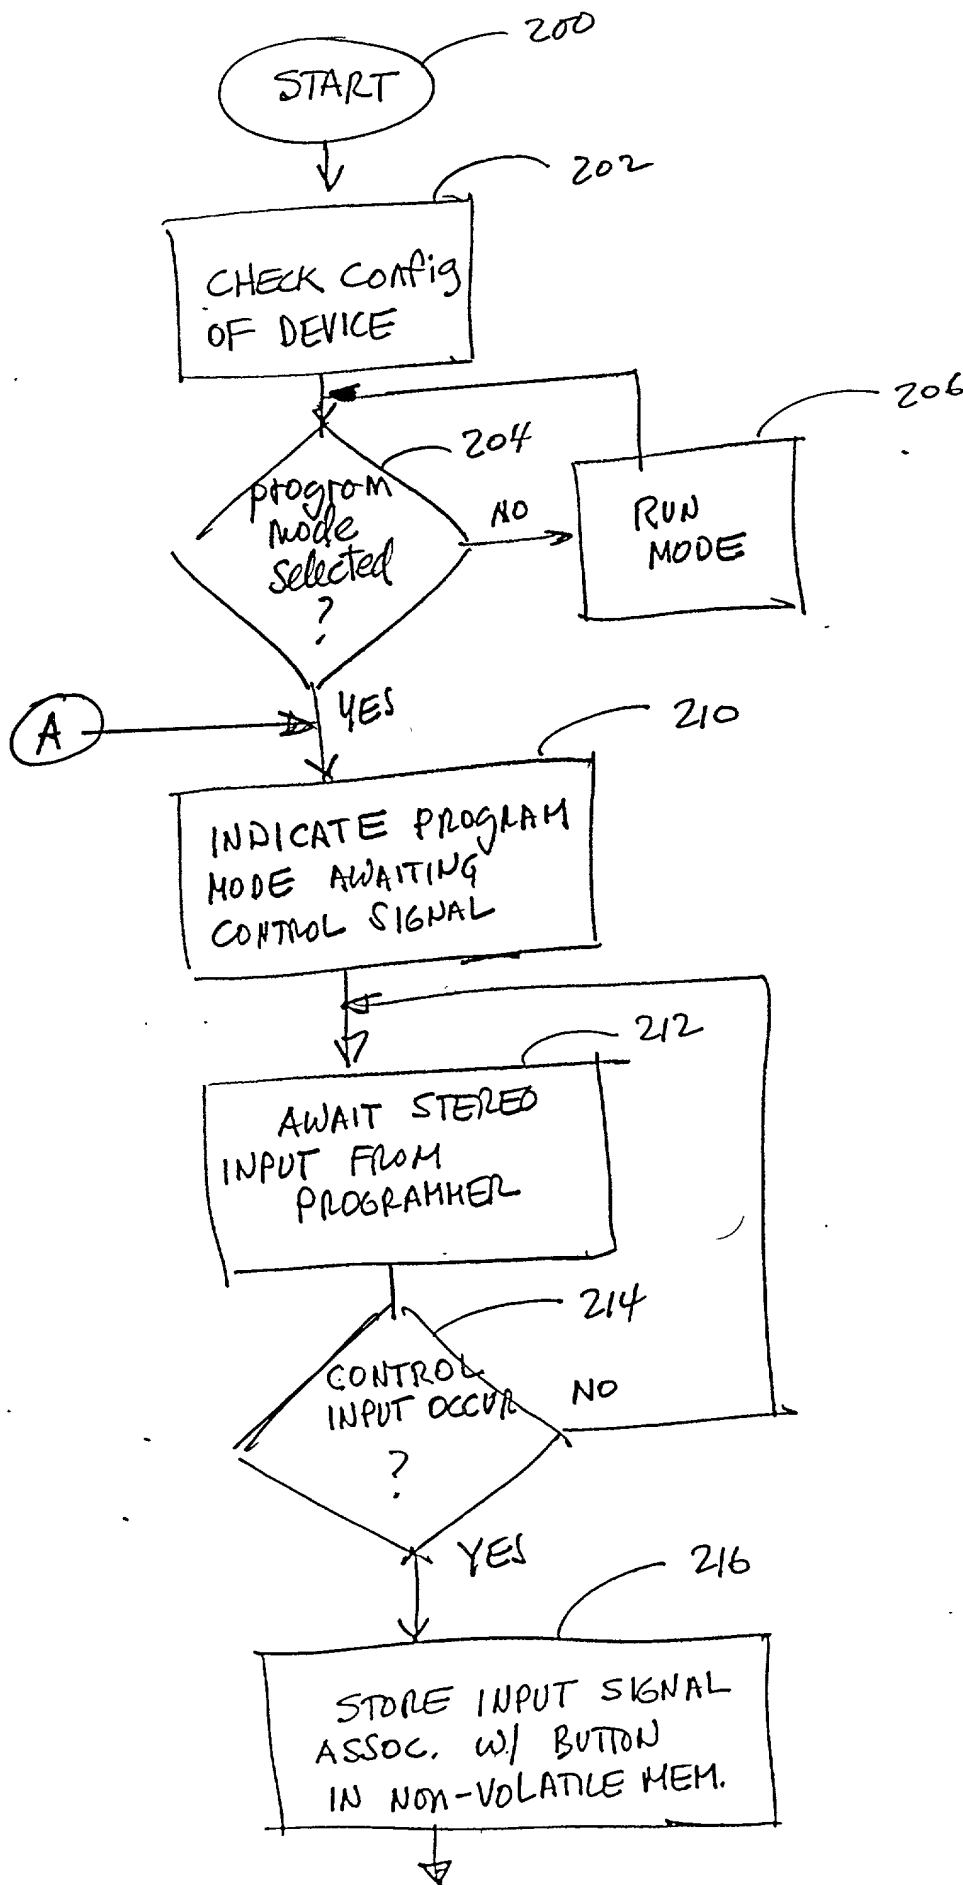 200
START
202
CHECK Config
OF DEVICE
206
204
program
mode
selected
?
NO
RUN
MODE
A
YES
210
INDICATE PROGRAM
MODE AWAITING
CONTROL SIGNAL
212
AWAIT STEREO
INPUT FROM
PROGRAMMER
214
CONTROL
INPUT OCCUR
?
NO
YES
216
STORE INPUT SIGNAL
ASSOC. W/ BUTTON
IN NON-VOLATILE MEM.